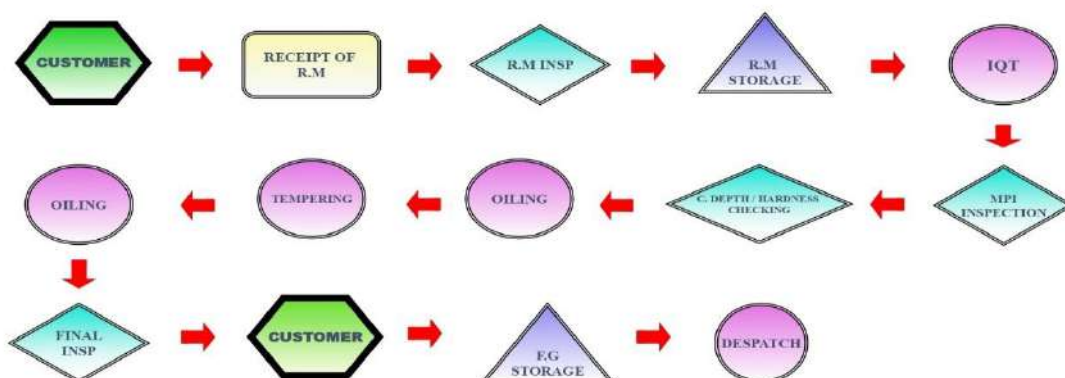 CUSTOMER
RECEIPT OF
R.M
R.M INSP
R.M
STORAGE
IQT
MPI
INSPECTION
C. DEPTH / HARDNESS
CHECKING
OILING
TEMPERING
OILING
FINAL
INSP
CUSTOMER
F.G
STORAGE
DESPATCH